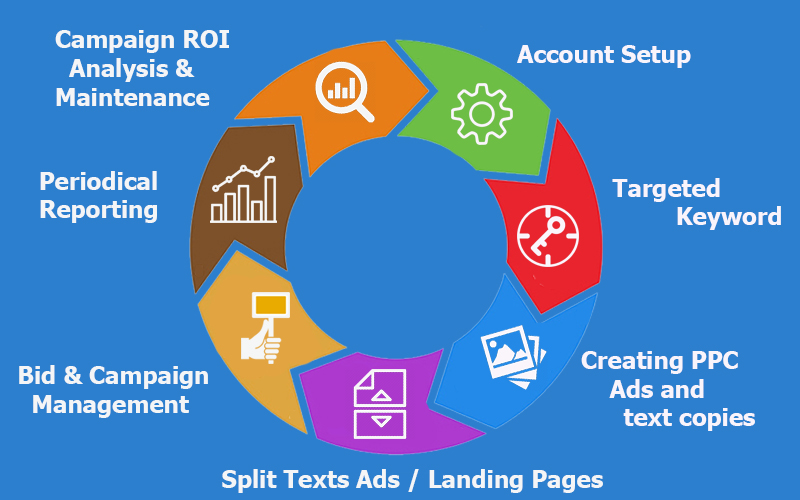 Campaign ROI
Analysis &
Maintenance
Account Setup
Targeted
Keyword
Creating PPC
Ads and
text copies
Split Texts Ads / Landing Pages
Bid & Campaign
Management
Periodical
Reporting